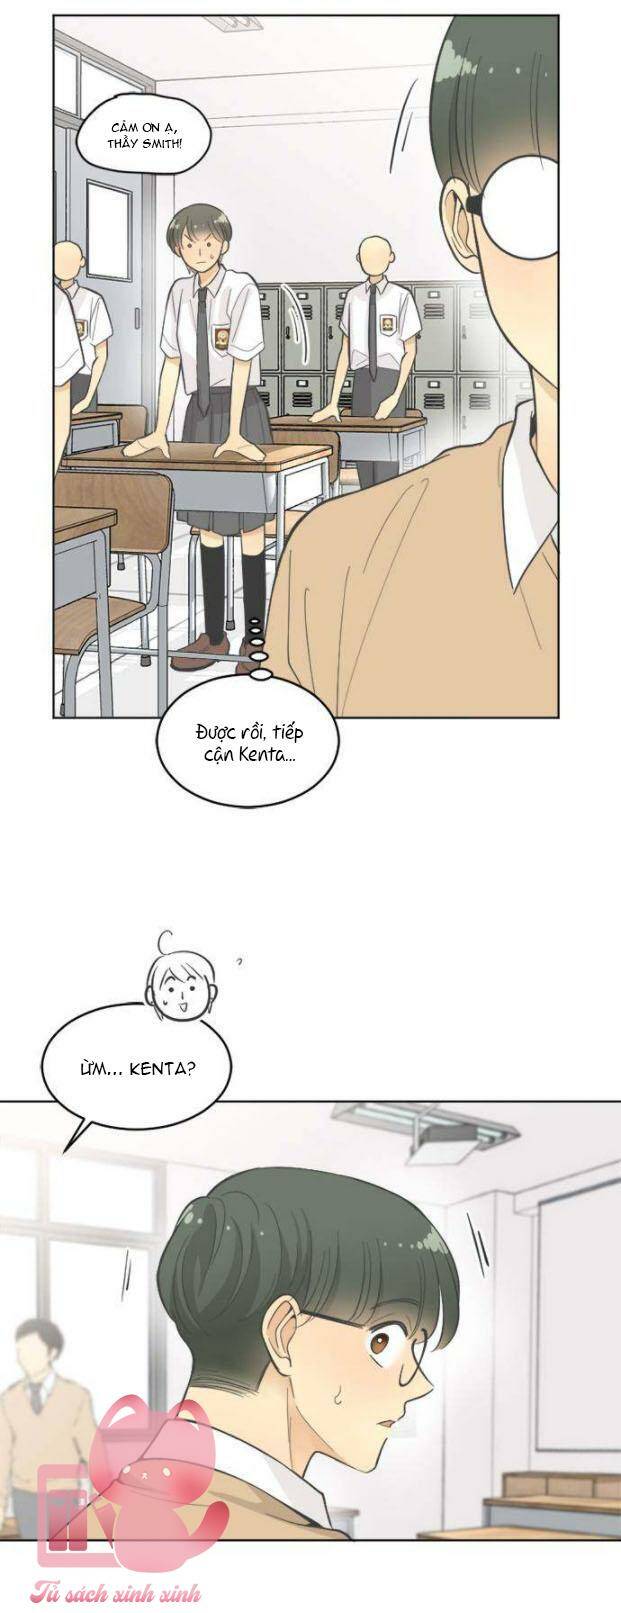 CẢM ƠN Ạ,
THẦY SMITH!
Được rồi, tiếp
cận Kenta...
ỪM... KENTA?
Tủ sách xinh xinh